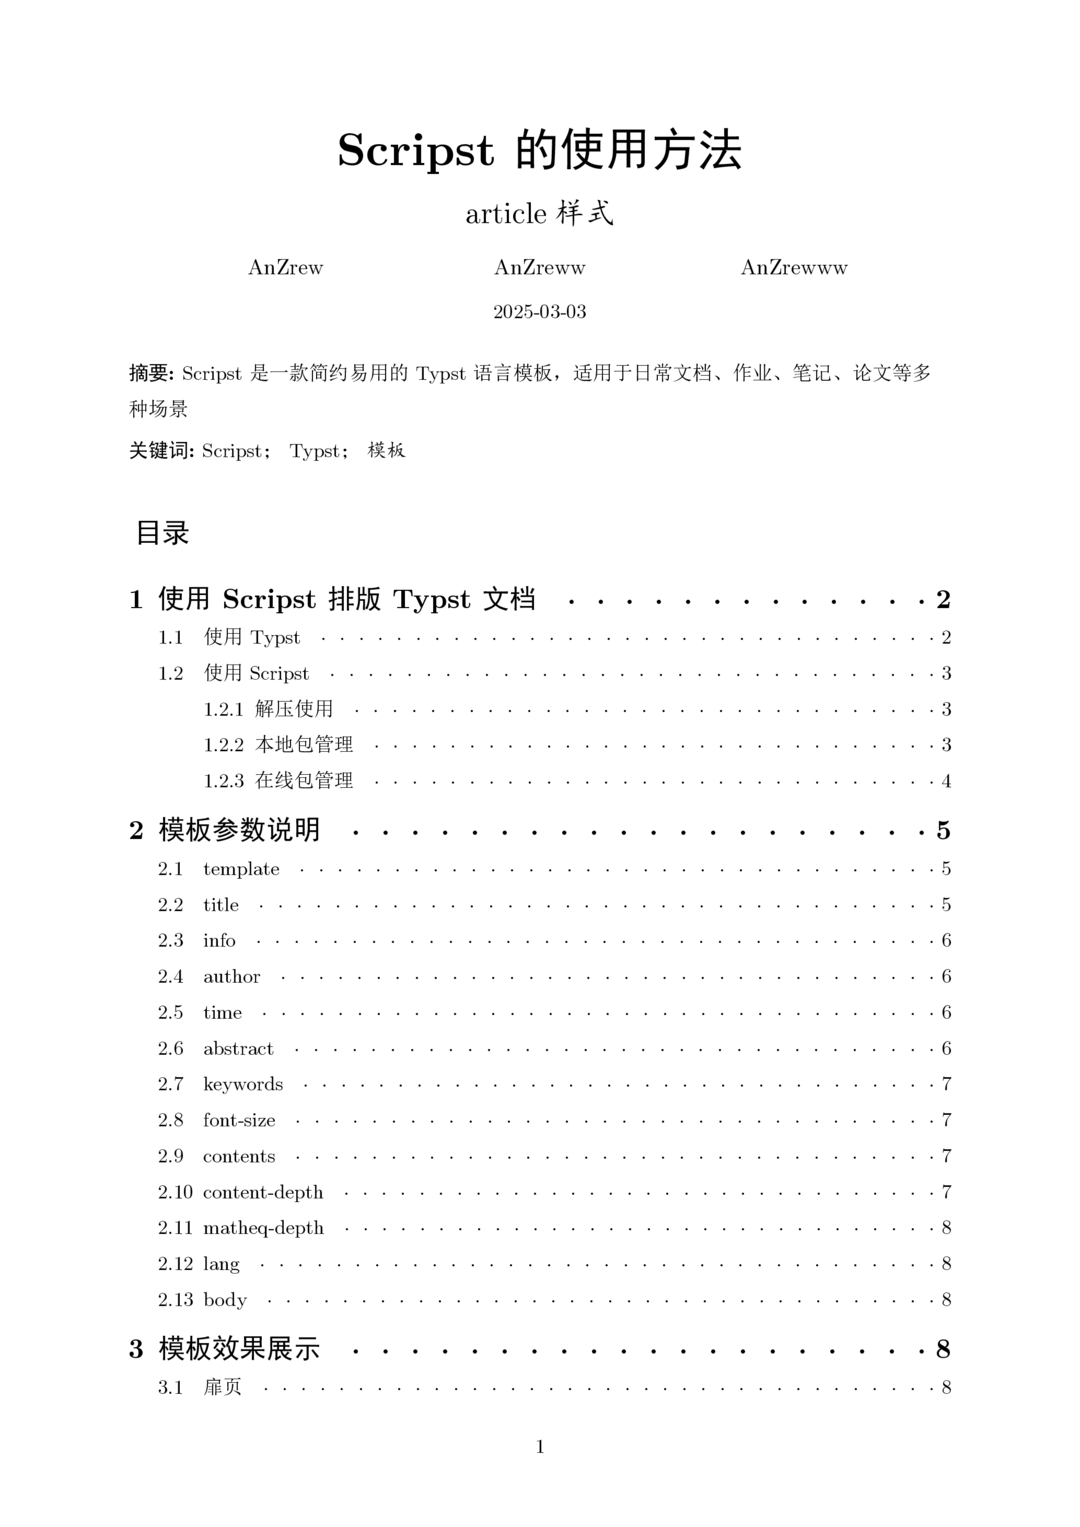 Scripst 的使用方法
article 样式
AnZrew AnZreww AnZrewww
2025-03-03
摘要: Scripst 是一款简约易用的 Typst 语言模板，适用于日常文档、作业、笔记、论文等多
种场景
关键词: Scripst； Typst； 模板
目录
1 使用 Scripst 排版 Typst 文档 . . . . . . . . . . . . . 2
1.1 使用 Typst . . . . . . . . . . . . . . . . . . . . . . . . . . . . . . . . . 2
1.2 使用 Scripst . . . . . . . . . . . . . . . . . . . . . . . . . . . . . . . . 3
1.2.1 解压使用 . . . . . . . . . . . . . . . . . . . . . . . . . . . . . . . 3
1.2.2 本地包管理 . . . . . . . . . . . . . . . . . . . . . . . . . . . . . . 3
1.2.3 在线包管理 . . . . . . . . . . . . . . . . . . . . . . . . . . . . . . 4
2 模板参数说明 . . . . . . . . . . . . . . . . . . . . 5
2.1 template . . . . . . . . . . . . . . . . . . . . . . . . . . . . . . . . . . 5
2.2 title . . . . . . . . . . . . . . . . . . . . . . . . . . . . . . . . . . . . 5
2.3 info . . . . . . . . . . . . . . . . . . . . . . . . . . . . . . . . . . . . 6
2.4 author . . . . . . . . . . . . . . . . . . . . . . . . . . . . . . . . . . . 6
2.5 time . . . . . . . . . . . . . . . . . . . . . . . . . . . . . . . . . . . . 6
2.6 abstract . . . . . . . . . . . . . . . . . . . . . . . . . . . . . . . . . . 6
2.7 keywords . . . . . . . . . . . . . . . . . . . . . . . . . . . . . . . . . . 7
2.8 font-size . . . . . . . . . . . . . . . . . . . . . . . . . . . . . . . . . . 7
2.9 contents . . . . . . . . . . . . . . . . . . . . . . . . . . . . . . . . . . 7
2.10 content-depth . . . . . . . . . . . . . . . . . . . . . . . . . . . . . . . . 7
2.11 matheq-depth . . . . . . . . . . . . . . . . . . . . . . . . . . . . . . . . 8
2.12 lang . . . . . . . . . . . . . . . . . . . . . . . . . . . . . . . . . . . . 8
2.13 body . . . . . . . . . . . . . . . . . . . . . . . . . . . . . . . . . . . . 8
3 模板效果展示 . . . . . . . . . . . . . . . . . . . . 8
3.1 扉页 . . . . . . . . . . . . . . . . . . . . . . . . . . . . . . . . . . . . 8
1